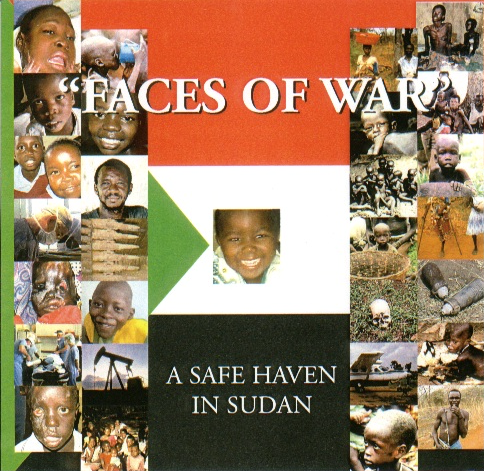 “FACES OF WAR”
A SAFE HAVEN
IN SUDAN